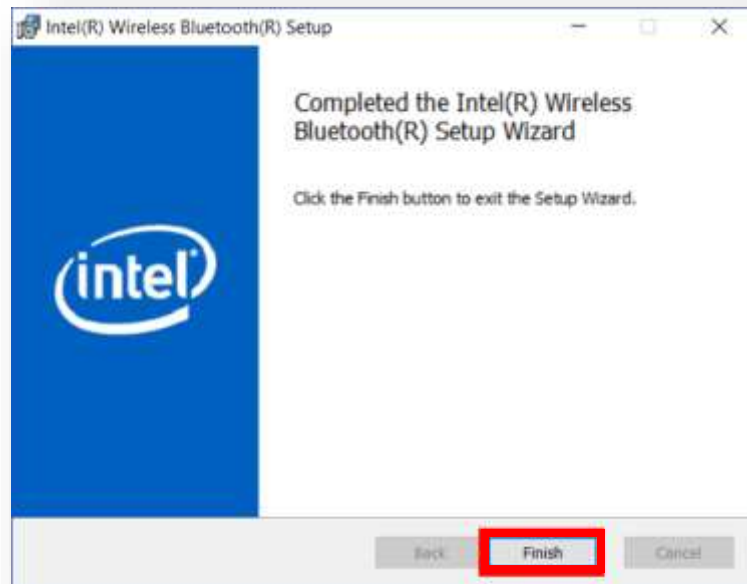 Intel(R) Wireless Bluetooth(R) Setup
Completed the Intel(R) Wireless
Bluetooth(R) Setup Wizard
Click the Finish button to exit the Setup Wizard.
intel
Back
Finish
Cancel